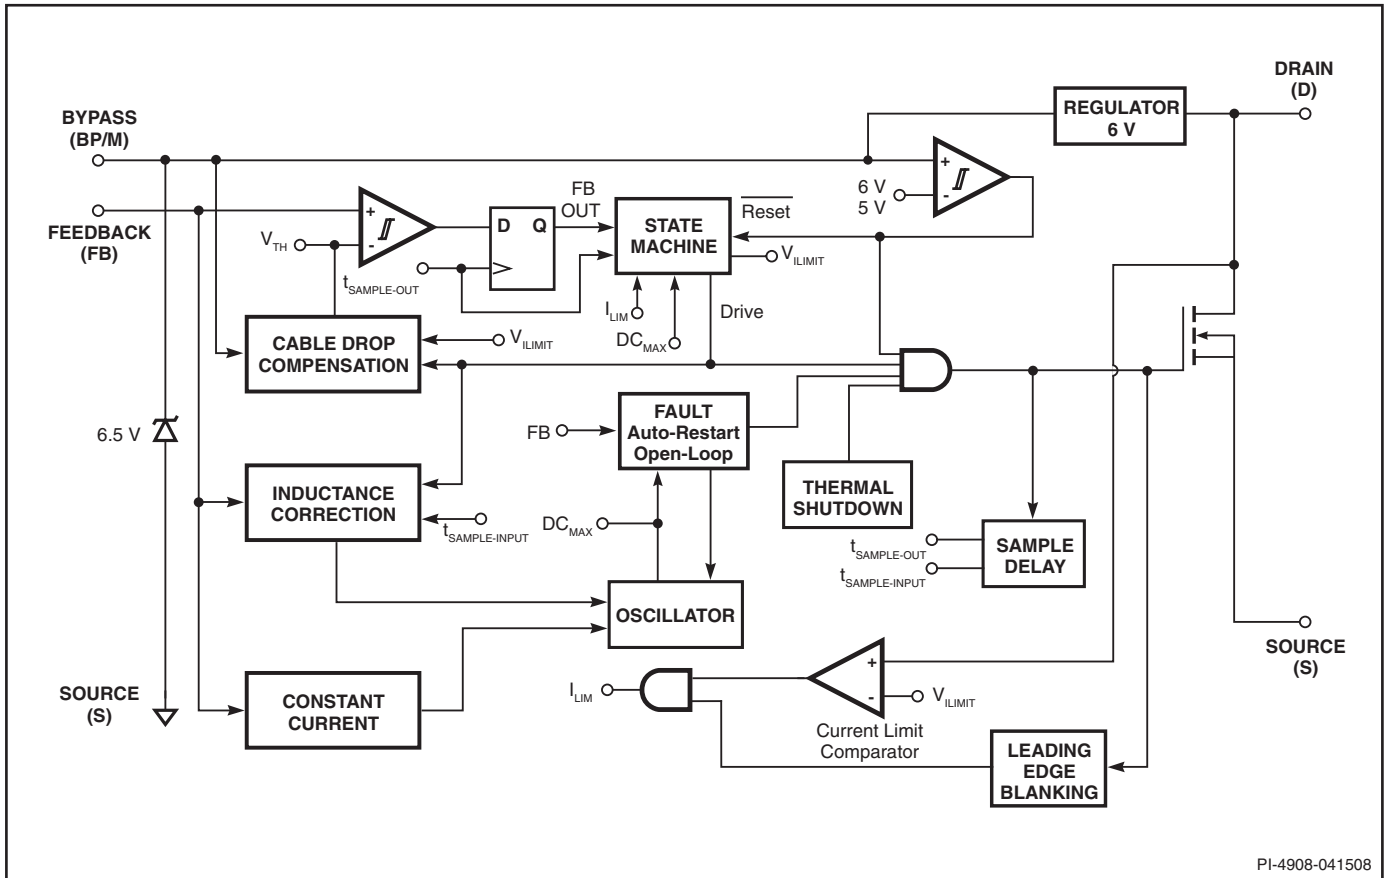 DRAIN
(D)
REGULATOR
6 V
BYPASS
(BP/M)
+
6 V
5 V
-
FEEDBACK
(FB)
+
-
V_TH
t_SAMPLE-OUT
D Q
FB
OUT
STATE
MACHINE
Reset
V_ILIMIT
I_LIM
DC_MAX
Drive
CABLE DROP
COMPENSATION
V_ILIMIT
6.5 V
FB
FAULT
Auto-Restart
Open-Loop
THERMAL
SHUTDOWN
INDUCTANCE
CORRECTION
t_SAMPLE-INPUT
DC_MAX
t_SAMPLE-OUT
t_SAMPLE-INPUT
SAMPLE
DELAY
OSCILLATOR
SOURCE
(S)
SOURCE
(S)
CONSTANT
CURRENT
I_LIM
+
-
V_ILIMIT
Current Limit
Comparator
LEADING
EDGE
BLANKING
PI-4908-041508